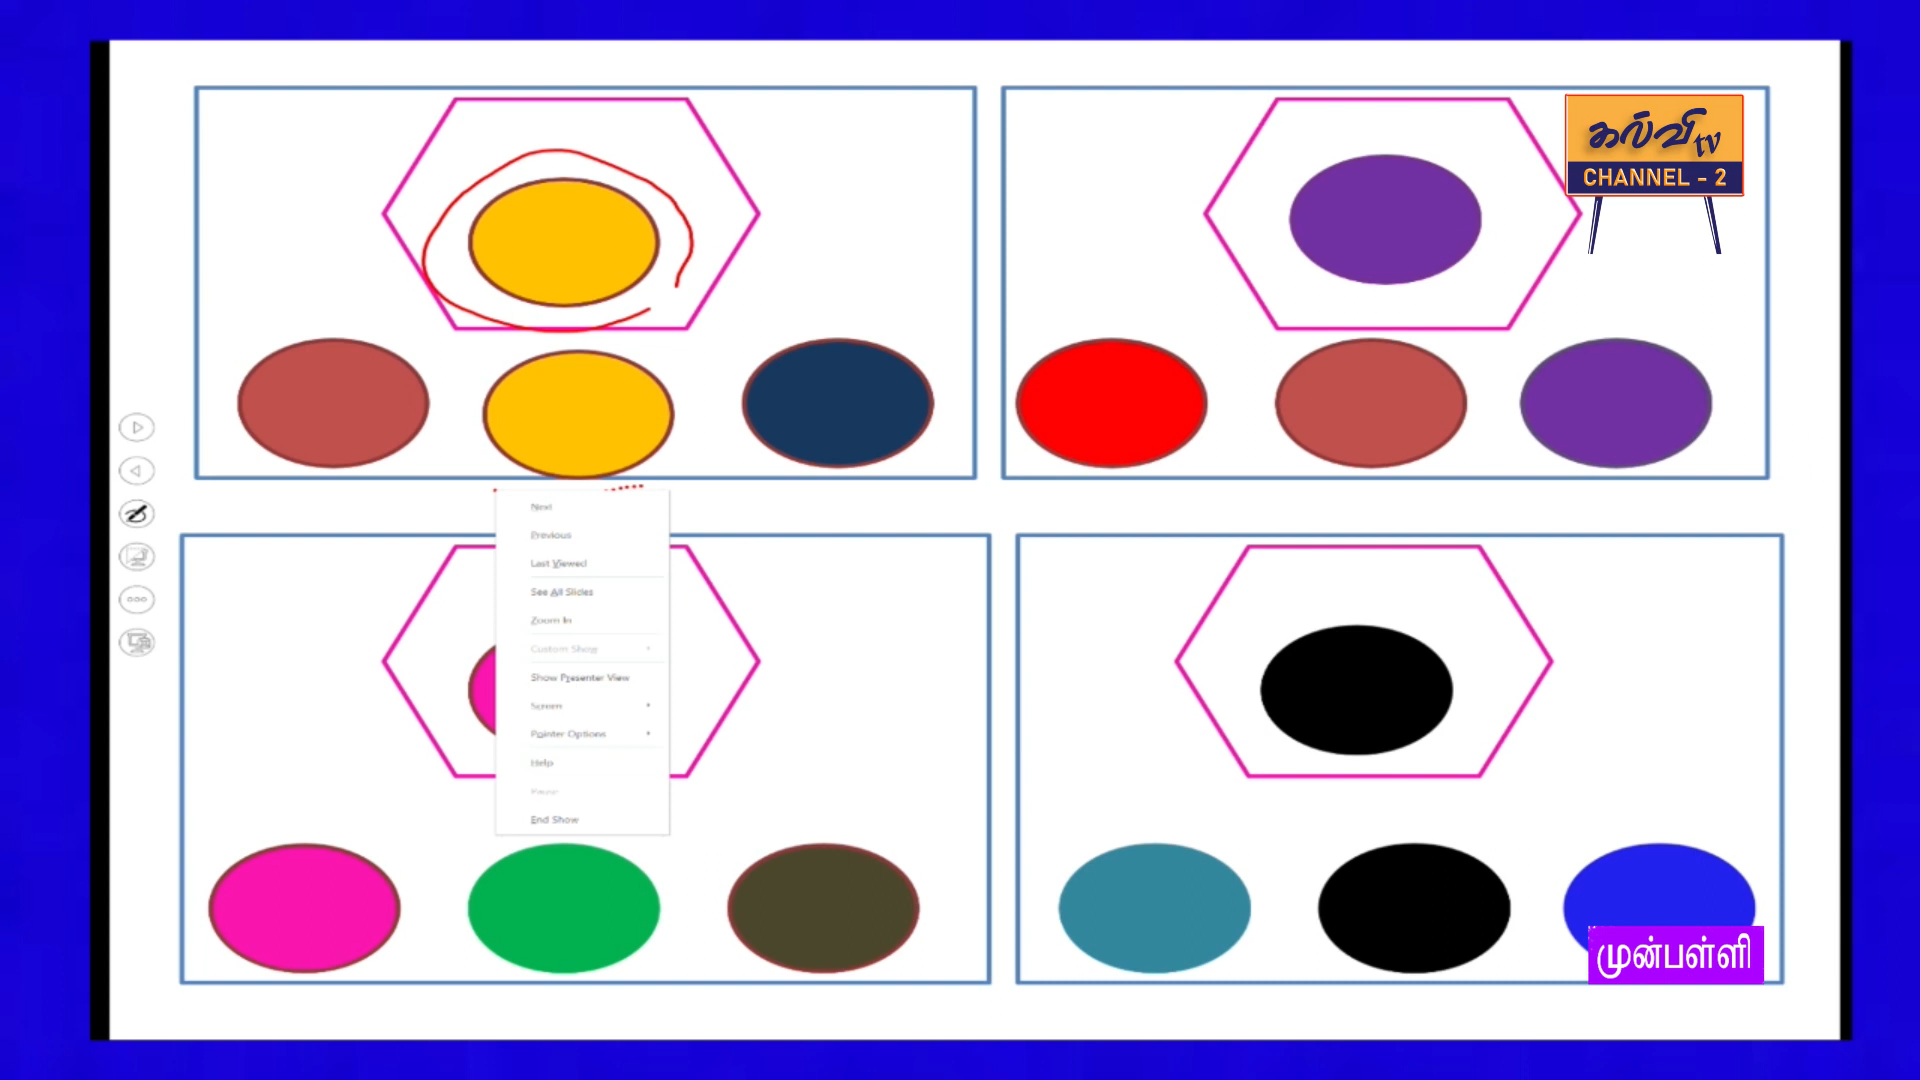 கல்வி tv
CHANNEL - 2
Next
Previous
Last Viewed
See All Slides
Zoom In
Custom Show
Show Presenter View
Screen
Pointer Options
Help
Pause
End Show
முன்பள்ளி